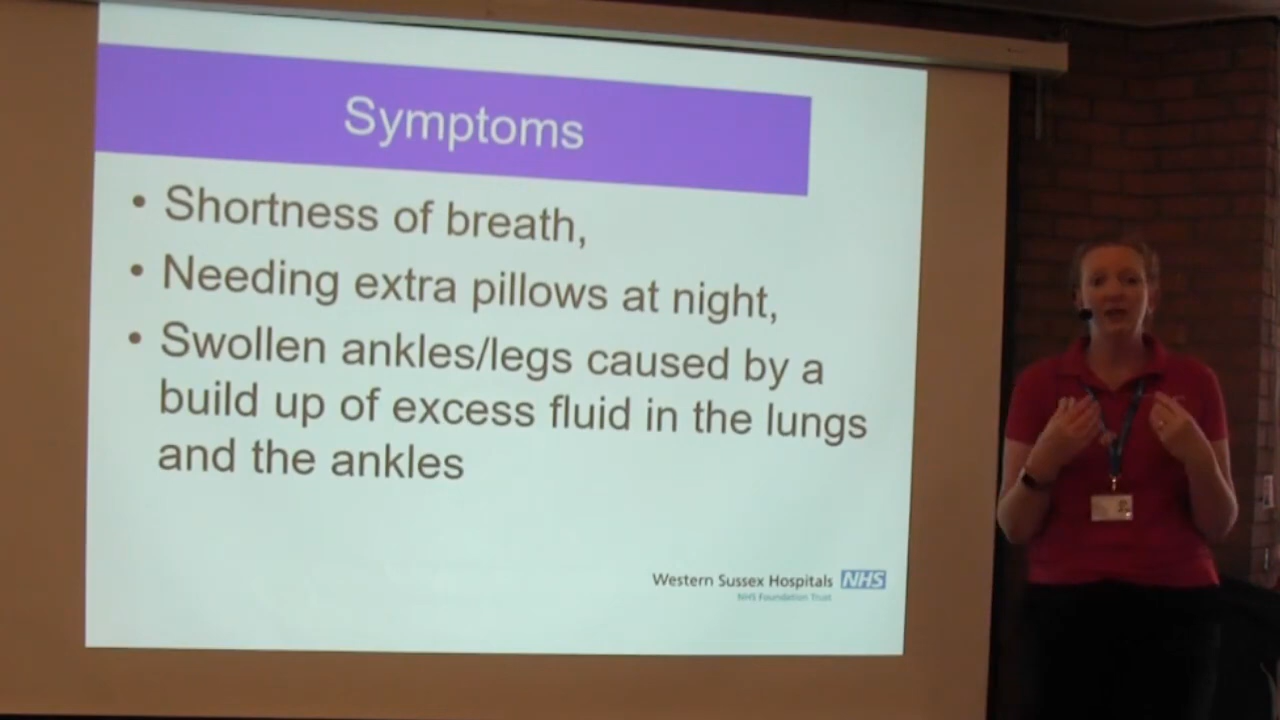 Symptoms
• Shortness of breath,
• Needing extra pillows at night,
• Swollen ankles/legs caused by a
build up of excess fluid in the lungs
and the ankles
Western Sussex Hospitals NHS
NHS Foundation Trust